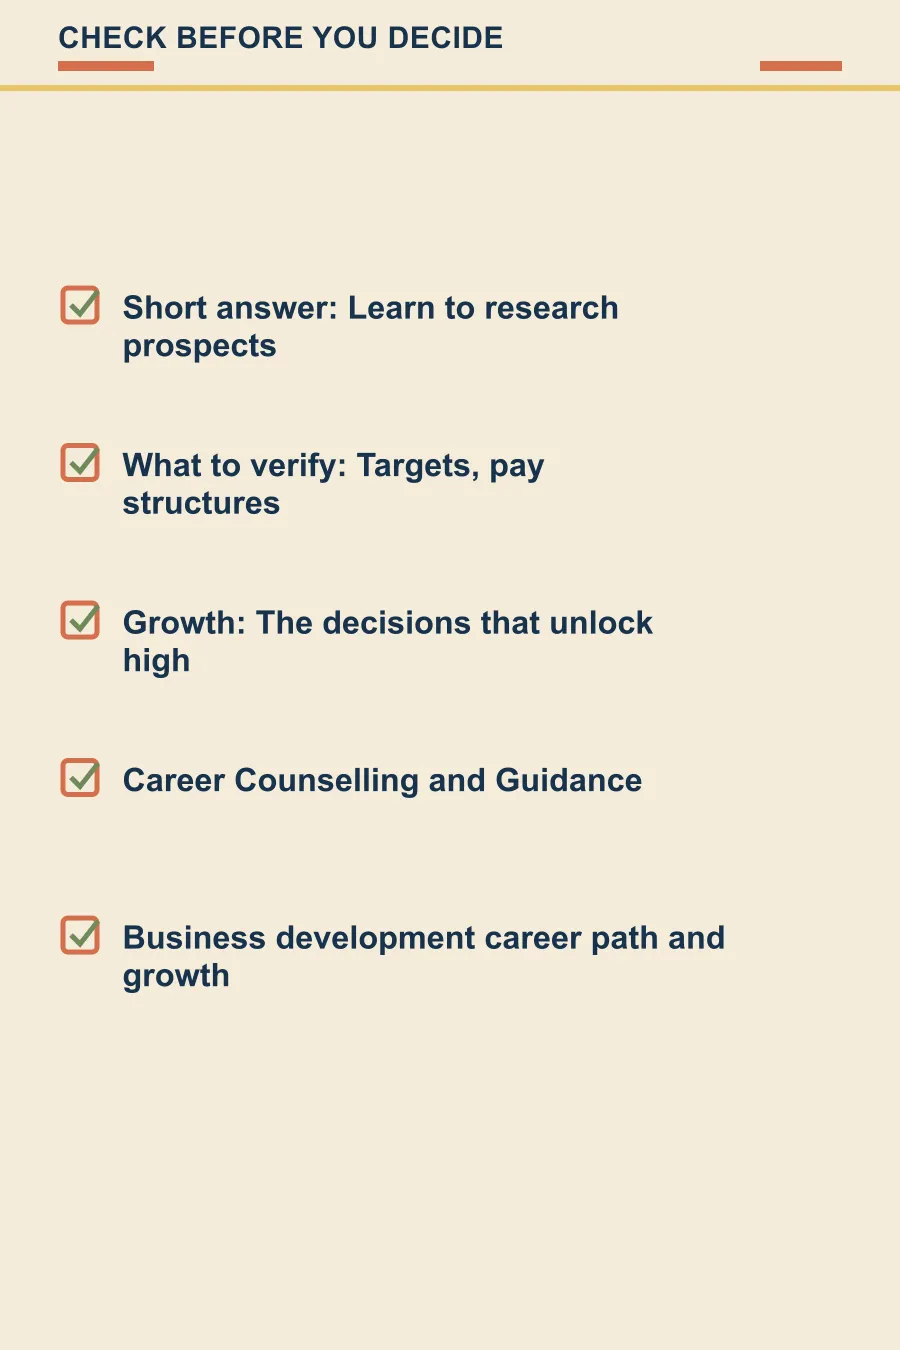 CHECK BEFORE YOU DECIDE
Short answer: Learn to research
prospects
What to verify: Targets, pay
structures
Growth: The decisions that unlock
high
Career Counselling and Guidance
Business development career path and
growth